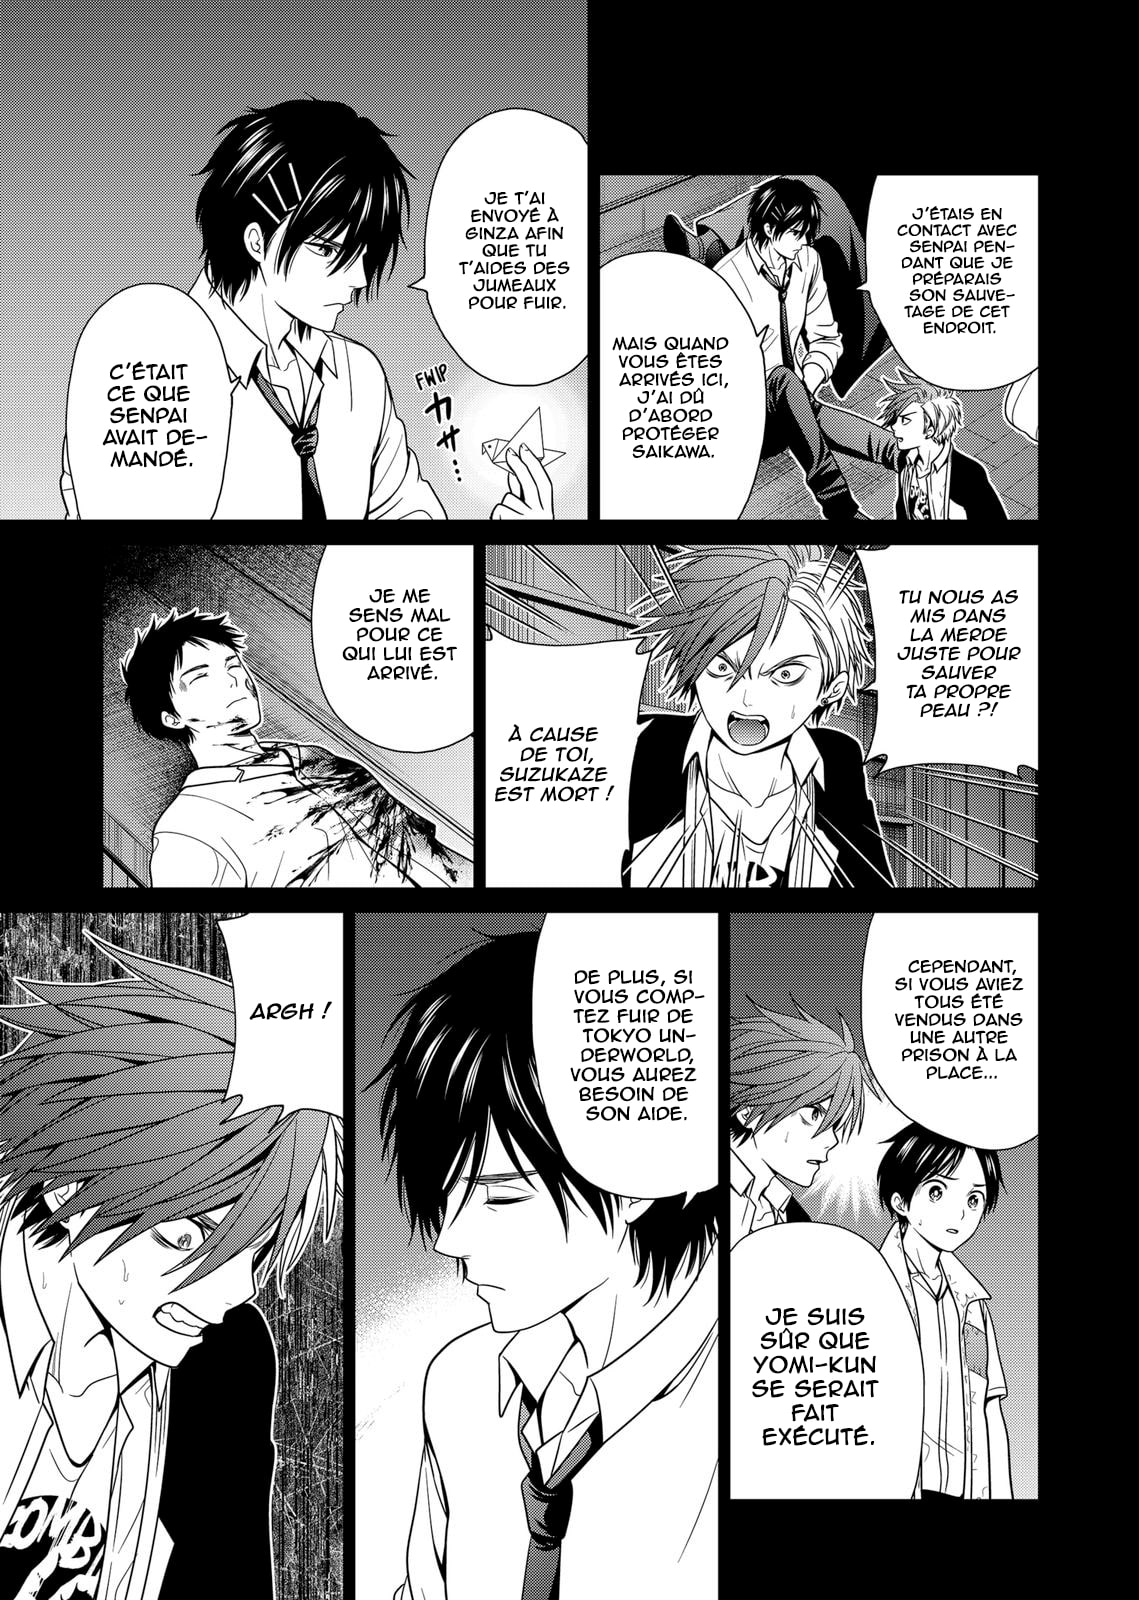 J'ÉTAIS EN
CONTACT AVEC
SENPAI PEN-
DANT QUE JE
PRÉPARAIS
SON SAUVE-
TAGE DE CET
ENDROIT.
MAIS QUAND
VOUS ÊTES
ARRIVÉS ICI,
J'AI DÛ
D'ABORD
PROTÉGER
SAIKAWA.
JE T'AI
ENVOYÉ À
GINZA AFIN
QUE TU
T'AIDES DES
JUMEAUX
POUR FUIR.
FWIP
カサ…
C'ÉTAIT
CE QUE
SENPAI
AVAIT DE-
MANDÉ.
TU NOUS AS
MIS DANS
LA MERDE
JUSTE POUR
SAUVER
TA PROPRE
PEAU ?!
À CAUSE
DE TOI,
SUZUKAZE
EST MORT !
JE ME
SENS MAL
POUR CE
QUI LUI EST
ARRIVÉ.
CEPENDANT,
SI VOUS AVIEZ
TOUS ÉTÉ
VENDUS DANS
UNE AUTRE
PRISON À LA
PLACE...
JE SUIS
SÛR QUE
YOMI-KUN
SE SERAIT
FAIT
EXÉCUTÉ.
DE PLUS, SI
VOUS COMP-
TEZ FUIR DE
TOKYO UN-
DERWORLD,
VOUS AUREZ
BESOIN DE
SON AIDE.
ARGH !